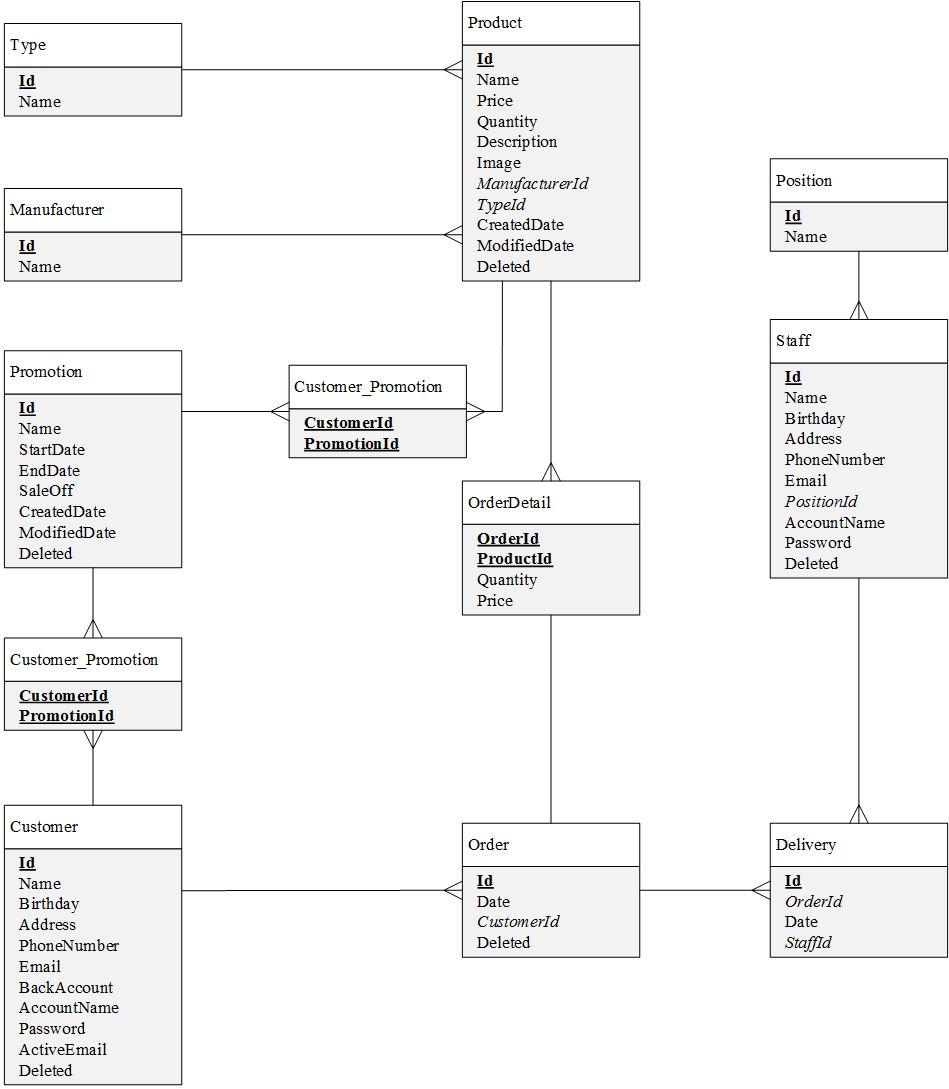 Type
Id
Name
Product
Id
Name
Price
Quantity
Description
Image
ManufacturerId
TypeId
CreatedDate
ModifiedDate
Deleted
Manufacturer
Id
Name
Position
Id
Name
Promotion
Id
Name
StartDate
EndDate
SaleOff
CreatedDate
ModifiedDate
Deleted
Customer_Promotion
CustomerId
PromotionId
Staff
Id
Name
Birthday
Address
PhoneNumber
Email
PositionId
AccountName
Password
Deleted
OrderDetail
OrderId
ProductId
Quantity
Price
Customer_Promotion
CustomerId
PromotionId
Customer
Id
Name
Birthday
Address
PhoneNumber
Email
BackAccount
AccountName
Password
ActiveEmail
Deleted
Order
Id
Date
CustomerId
Deleted
Delivery
Id
OrderId
Date
StaffId